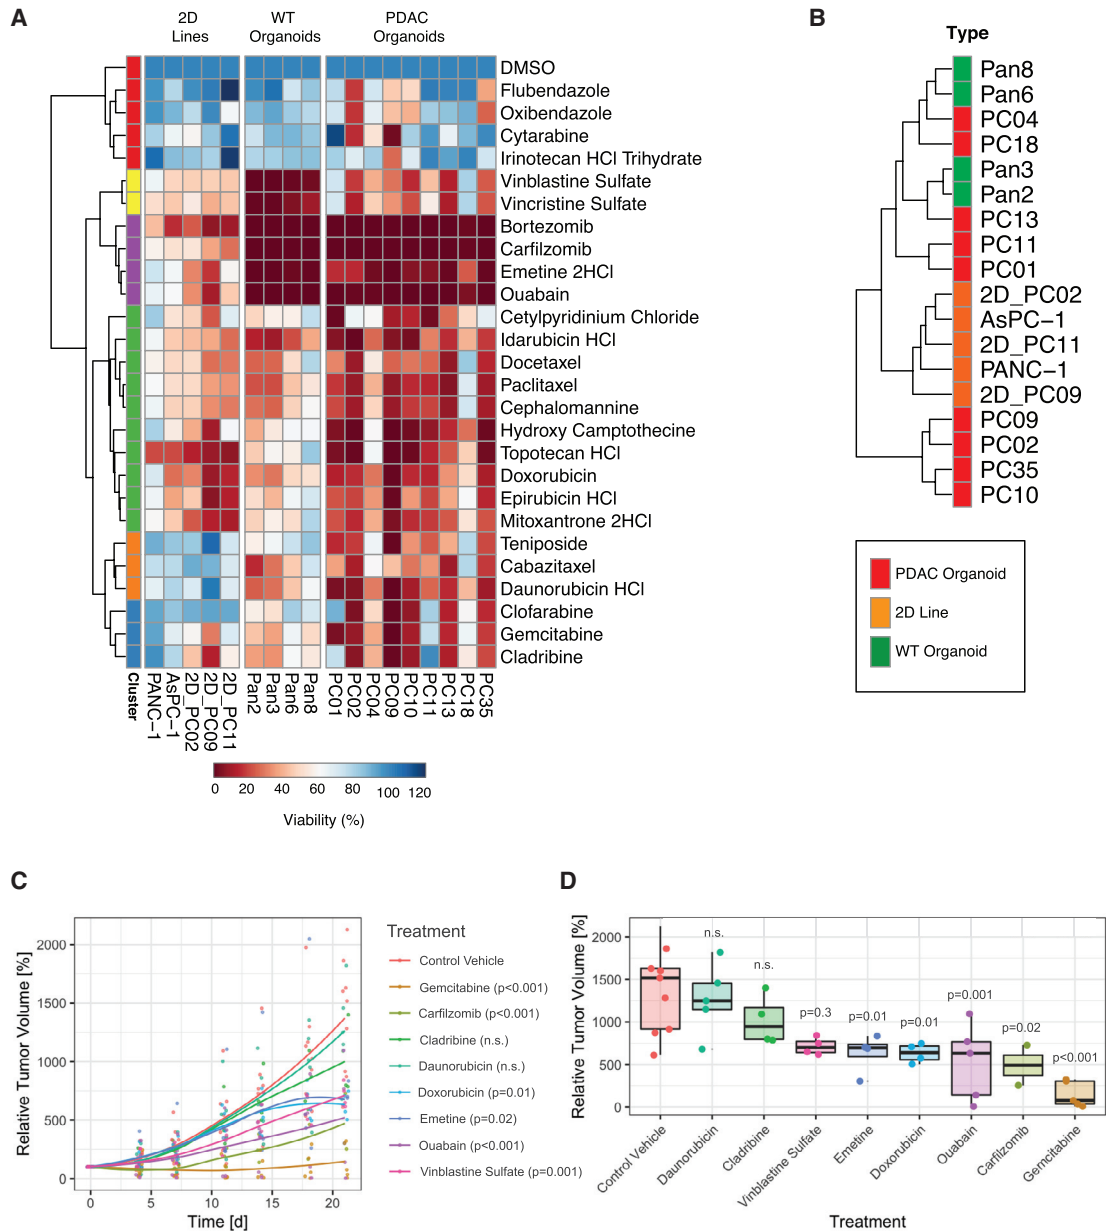 A
2D
Lines
WT
Organoids
PDAC
Organoids
DMSO
Flubendazole
Oxibendazole
Cytarabine
Irinotecan HCl Trihydrate
Vinblastine Sulfate
Vincristine Sulfate
Bortezomib
Carfilzomib
Emetine 2HCl
Ouabain
Cetylpyridinium Chloride
Idarubicin HCl
Docetaxel
Paclitaxel
Cephalomannine
Hydroxy Camptothecine
Topotecan HCl
Doxorubicin
Epirubicin HCl
Mitoxantrone 2HCl
Teniposide
Cabazitaxel
Daunorubicin HCl
Clofarabine
Gemcitabine
Cladribine
Cluster
PANC-1
AsPC-1
2D_PC02
2D_PC09
2D_PC11
Pan2
Pan3
Pan6
Pan8
PC01
PC02
PC04
PC09
PC10
PC11
PC13
PC18
PC35
0 20 40 60 80 100 120
Viability (%)
B
Type
Pan8
Pan6
PC04
PC18
Pan3
Pan2
PC13
PC11
PC01
2D_PC02
AsPC-1
2D_PC11
PANC-1
2D_PC09
PC09
PC02
PC35
PC10
PDAC Organoid
2D Line
WT Organoid
C
Relative Tumor Volume [%]
2000
1500
1000
500
0
0 5 10 15 20
Time [d]
Treatment
Control Vehicle
Gemcitabine (p<0.001)
Carfilzomib (p<0.001)
Cladribine (n.s.)
Daunorubicin (n.s.)
Doxorubicin (p=0.01)
Emetine (p=0.02)
Ouabain (p<0.001)
Vinblastine Sulfate (p=0.001)
D
Relative Tumor Volume [%]
2000
1500
1000
500
0
n.s.
n.s.
p=0.3
p=0.01
p=0.01
p=0.001
p=0.02
p<0.001
Control Vehicle
Daunorubicin
Cladribine
Vinblastine Sulfate
Emetine
Doxorubicin
Ouabain
Carfilzomib
Gemcitabine
Treatment